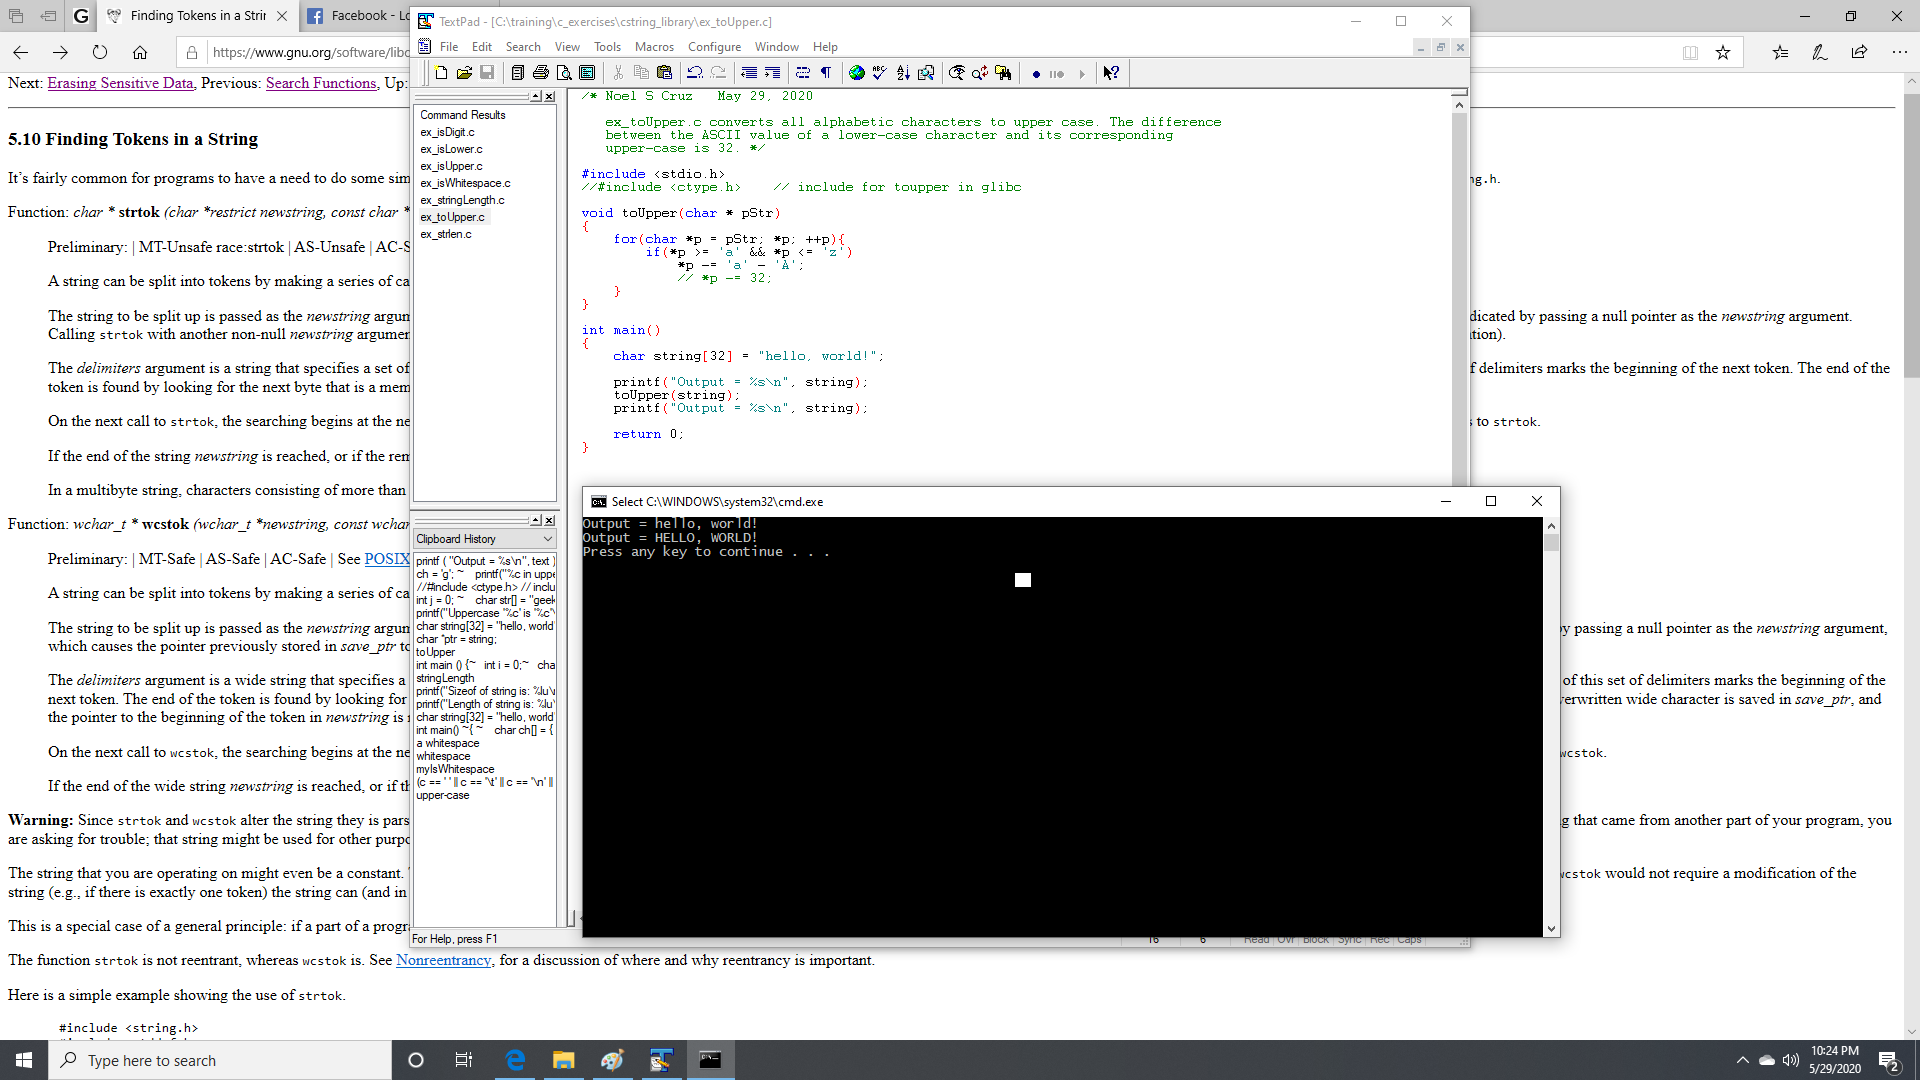 Finding Tokens in a Strin
Facebook - Lo
https://www.gnu.org/software/libc
Next: Erasing Sensitive Data, Previous: Search Functions, Up:
5.10 Finding Tokens in a String
It's fairly common for programs to have a need to do some sim
ng.h.
Function: char * strtok (char *restrict newstring, const char *
Preliminary: | MT-Unsafe race:strtok | AS-Unsafe | AC-S
A string can be split into tokens by making a series of ca
The string to be split up is passed as the newstring argum
dicated by passing a null pointer as the newstring argument.
Calling strtok with another non-null newstring argumen
tion).
The delimiters argument is a string that specifies a set of
f delimiters marks the beginning of the next token. The end of the
token is found by looking for the next byte that is a mem
On the next call to strtok, the searching begins at the ne
s to strtok.
If the end of the string newstring is reached, or if the rem
In a multibyte string, characters consisting of more than
Function: wchar_t * wcstok (wchar_t *newstring, const wchar
Preliminary: | MT-Safe | AS-Safe | AC-Safe | See POSIX
A string can be split into tokens by making a series of ca
The string to be split up is passed as the newstring argum
y passing a null pointer as the newstring argument,
which causes the pointer previously stored in save_ptr to
The delimiters argument is a wide string that specifies a
of this set of delimiters marks the beginning of the
next token. The end of the token is found by looking for
verwritten wide character is saved in save_ptr, and
the pointer to the beginning of the token in newstring is
On the next call to wcstok, the searching begins at the ne
wcstok.
If the end of the wide string newstring is reached, or if th
Warning: Since strtok and wcstok alter the string they is pars
g that came from another part of your program, you
are asking for trouble; that string might be used for other purpo
The string that you are operating on might even be a constant.
wcstok would not require a modification of the
string (e.g., if there is exactly one token) the string can (and in
This is a special case of a general principle: if a part of a progra
The function strtok is not reentrant, whereas wcstok is. See Nonreentrancy, for a discussion of where and why reentrancy is important.
Here is a simple example showing the use of strtok.
#include <string.h>
TextPad - [C:\training\c_exercises\cstring_library\ex_toUpper.c]
File Edit Search View Tools Macros Configure Window Help
Command Results
ex_isDigit.c
ex_isLower.c
ex_isUpper.c
ex_isWhitespace.c
ex_stringLength.c
ex_toUpper.c
ex_strlen.c
/* Noel S Cruz   May 29, 2020
ex_toUpper.c converts all alphabetic characters to upper case. The difference
between the ASCII value of a lower-case character and its corresponding
upper-case is 32. */
#include <stdio.h>
//#include <ctype.h>    // include for toupper in glibc
void toUpper(char * pStr)
{
for(char *p = pStr; *p; ++p){
if(*p >= 'a' && *p <= 'z')
*p -= 'a' - 'A';
// *p -= 32;
}
}
int main()
{
char string[32] = "hello, world!";
printf("Output = %s\n", string);
toUpper(string);
printf("Output = %s\n", string);
return 0;
}
Clipboard History
printf ( "Output = %s\n", text )
ch = 'g'; ~    printf("%c in uppe
//#include <ctype.h> // inclu
int j = 0; ~    char str[] = "geek
printf("Uppercase '%c' is '%c'\
char string[32] = "hello, world
char *ptr = string;
toUpper
int main () {~   int i = 0;~   cha
stringLength
printf("Sizeof of string is: %lu\
printf("Length of string is: %lu\
char string[32] = "hello, world
int main() ~{ ~    char ch[] = {
a whitespace
whitespace
myIsWhitespace
(c == ' ' || c == '\t' || c == '\n' ||
upper-case
For Help, press F1
16 6 Read Ovr Block Sync Rec Caps
Select C:\WINDOWS\system32\cmd.exe
Output = hello, world!
Output = HELLO, WORLD!
Press any key to continue . . .
Type here to search
10:24 PM
5/29/2020
2